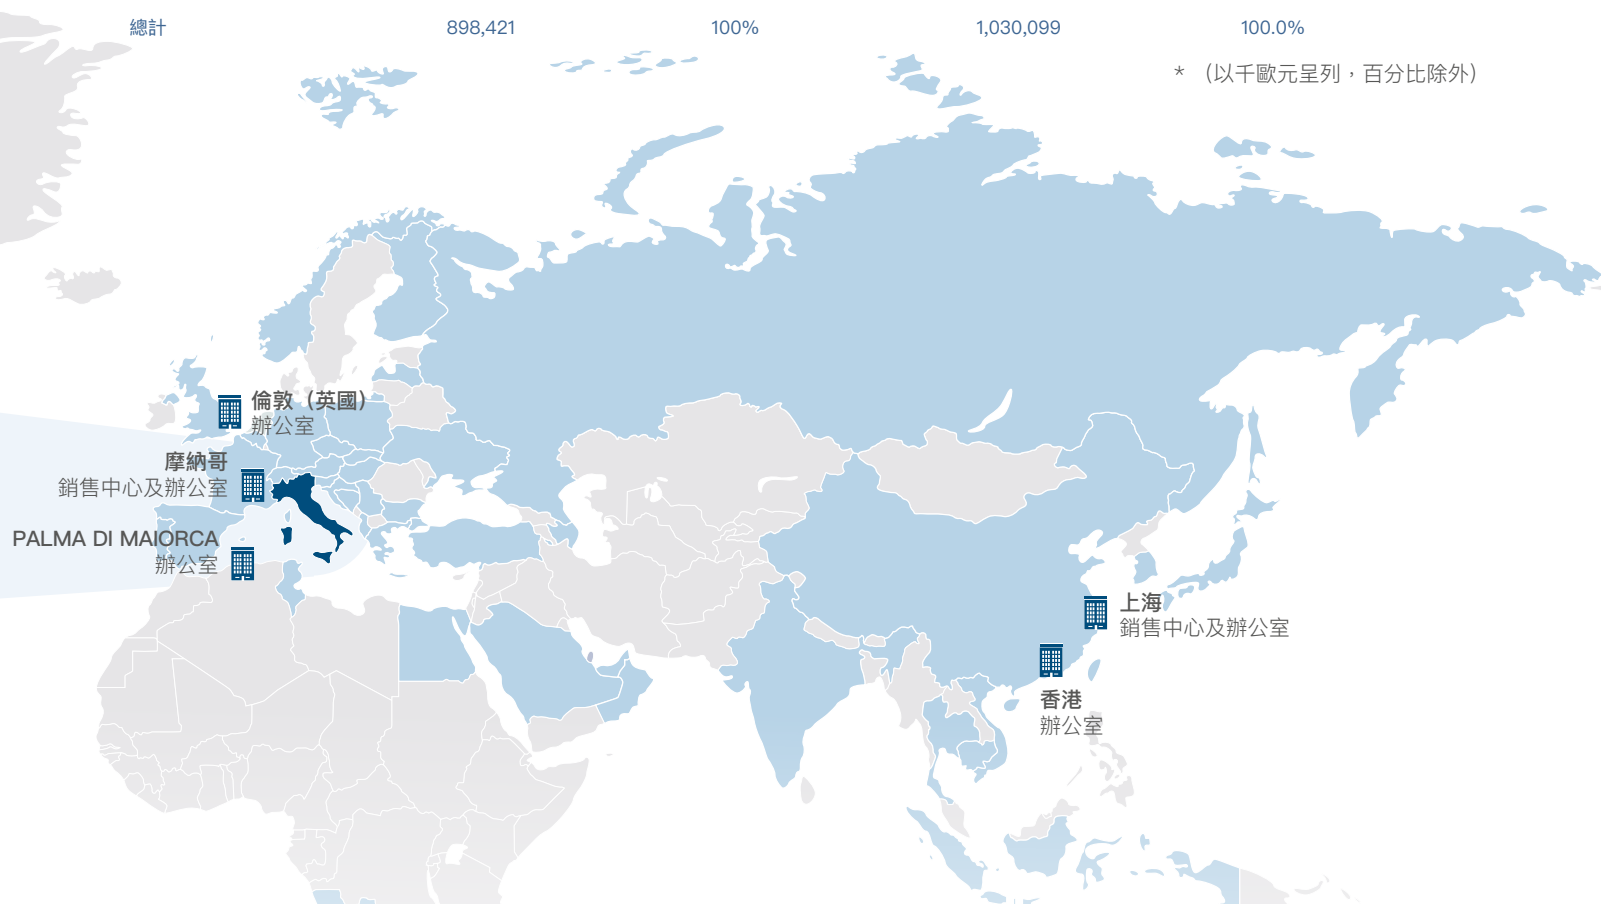 總計 898,421 100% 1,030,099 100.0%
* （以千歐元呈列，百分比除外）
倫敦（英國）
辦公室
摩納哥
銷售中心及辦公室
PALMA DI MAIORCA
辦公室
上海
銷售中心及辦公室
香港
辦公室